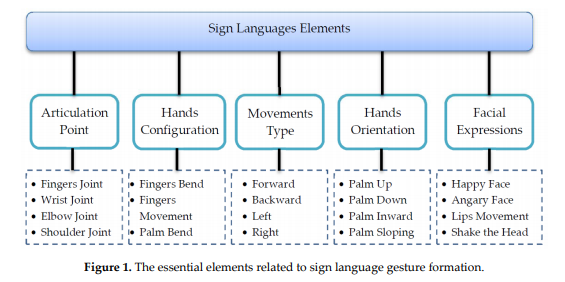 Sign Languages Elements
Articulation
Point
Hands
Configuration
Movements
Type
Hands
Orientation
Facial
Expressions
• Fingers Joint
• Wrist Joint
• Elbow Joint
• Shoulder Joint
• Fingers Bend
• Fingers
Movement
• Palm Bend
• Forward
• Backward
• Left
• Right
• Palm Up
• Palm Down
• Palm Inward
• Palm Sloping
• Happy Face
• Angary Face
• Lips Movement
• Shake the Head
Figure 1. The essential elements related to sign language gesture formation.